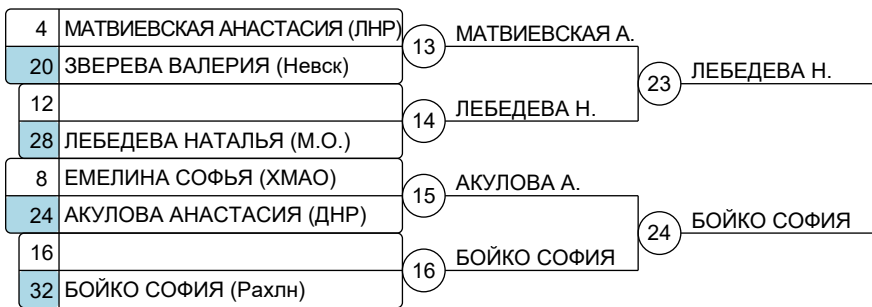 4 МАТВИЕВСКАЯ АНАСТАСИЯ (ЛНР)
13 МАТВИЕВСКАЯ А.
20 ЗВЕРЕВА ВАЛЕРИЯ (Невск)
23 ЛЕБЕДЕВА Н.
12
14 ЛЕБЕДЕВА Н.
28 ЛЕБЕДЕВА НАТАЛЬЯ (М.О.)
8 ЕМЕЛИНА СОФЬЯ (ХМАО)
15 АКУЛОВА А.
24 АКУЛОВА АНАСТАСИЯ (ДНР)
24 БОЙКО СОФИЯ
16
16 БОЙКО СОФИЯ
32 БОЙКО СОФИЯ (Рахлн)